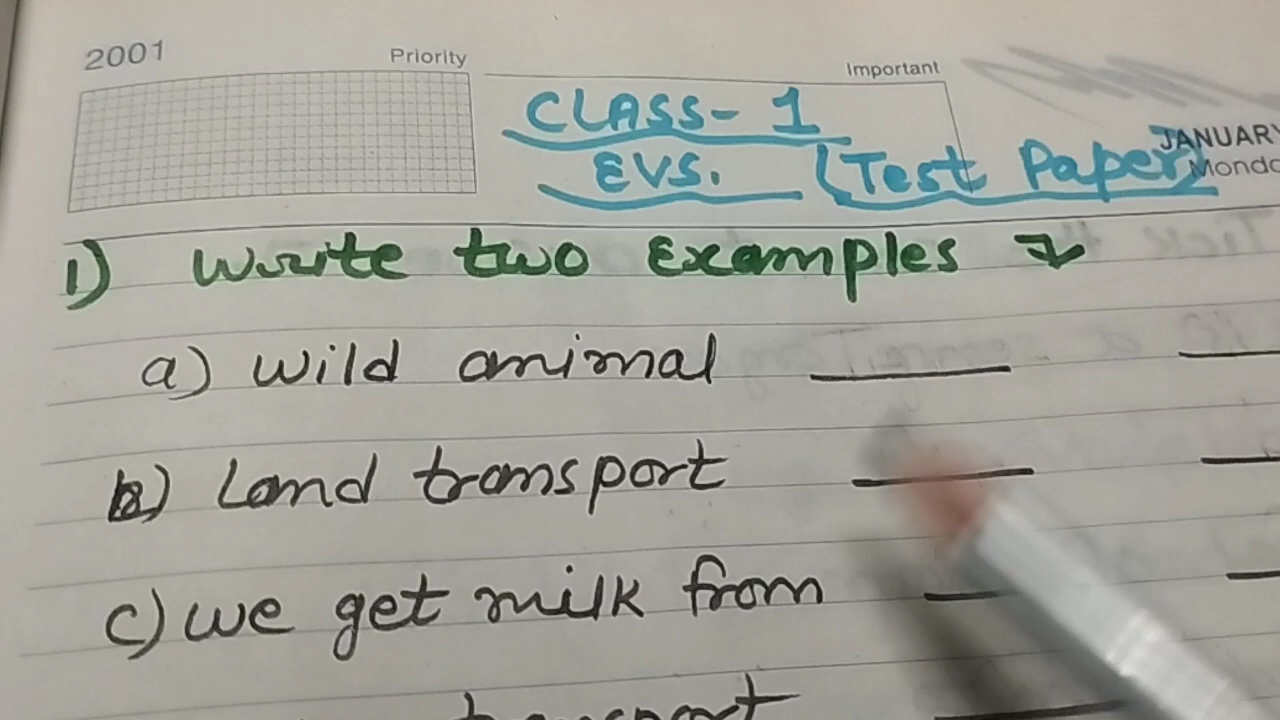 2001 Priority Important
CLASS- 1 JANUARY
EVS. (Test Paper)
1) Write two Examples
a) wild animal
b) Land transport
c) we get milk from
transport